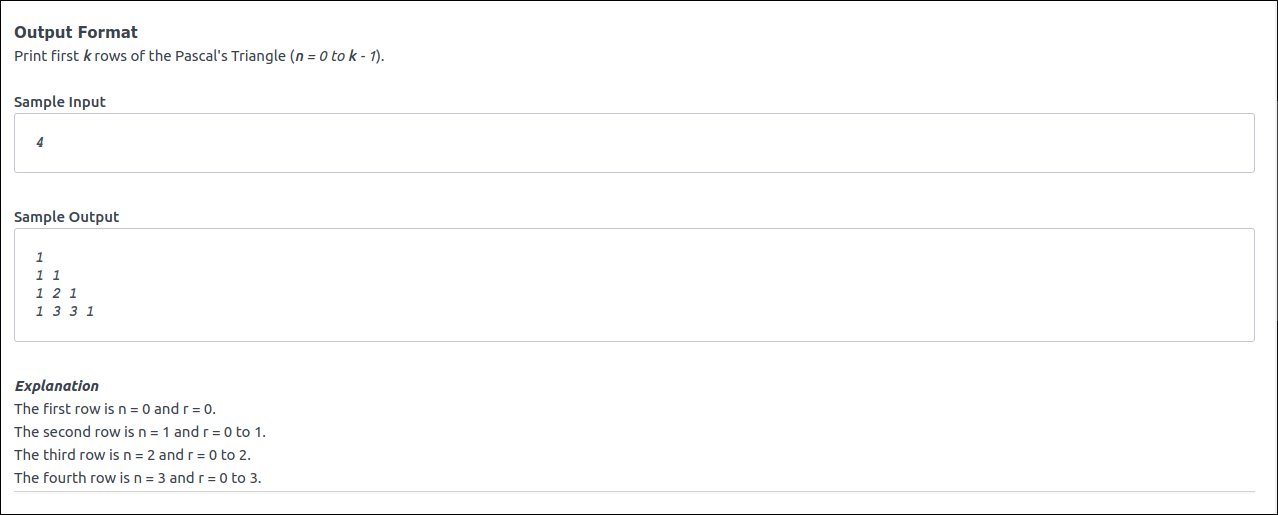 Output Format
Print first k rows of the Pascal's Triangle (n = 0 to k - 1).
Sample Input
4
Sample Output
1
1 1
1 2 1
1 3 3 1
Explanation
The first row is n = 0 and r = 0.
The second row is n = 1 and r = 0 to 1.
The third row is n = 2 and r = 0 to 2.
The fourth row is n = 3 and r = 0 to 3.